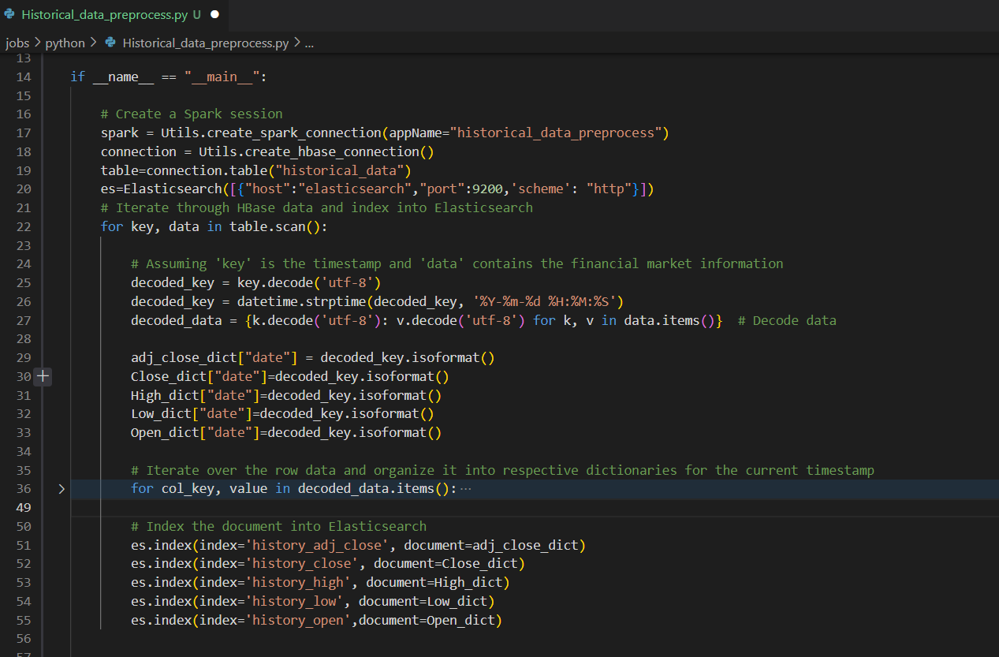 Historical_data_preprocess.py U
jobs > python > Historical_data_preprocess.py > ...
13
14 if __name__ == "__main__":
15
16 # Create a Spark session
17 spark = Utils.create_spark_connection(appName="historical_data_preprocess")
18 connection = Utils.create_hbase_connection()
19 table=connection.table("historical_data")
20 es=Elasticsearch([{"host":"elasticsearch","port":9200,'scheme': "http"}])
21 # Iterate through HBase data and index into Elasticsearch
22 for key, data in table.scan():
23
24 # Assuming 'key' is the timestamp and 'data' contains the financial market information
25 decoded_key = key.decode('utf-8')
26 decoded_key = datetime.strptime(decoded_key, '%Y-%m-%d %H:%M:%S')
27 decoded_data = {k.decode('utf-8'): v.decode('utf-8') for k, v in data.items()}  # Decode data
28
29 adj_close_dict["date"] = decoded_key.isoformat()
30 Close_dict["date"]=decoded_key.isoformat()
31 High_dict["date"]=decoded_key.isoformat()
32 Low_dict["date"]=decoded_key.isoformat()
33 Open_dict["date"]=decoded_key.isoformat()
34
35 # Iterate over the row data and organize it into respective dictionaries for the current timestamp
36 for col_key, value in decoded_data.items():···
49
50 # Index the document into Elasticsearch
51 es.index(index='history_adj_close', document=adj_close_dict)
52 es.index(index='history_close', document=Close_dict)
53 es.index(index='history_high', document=High_dict)
54 es.index(index='history_low', document=Low_dict)
55 es.index(index='history_open',document=Open_dict)
56
57